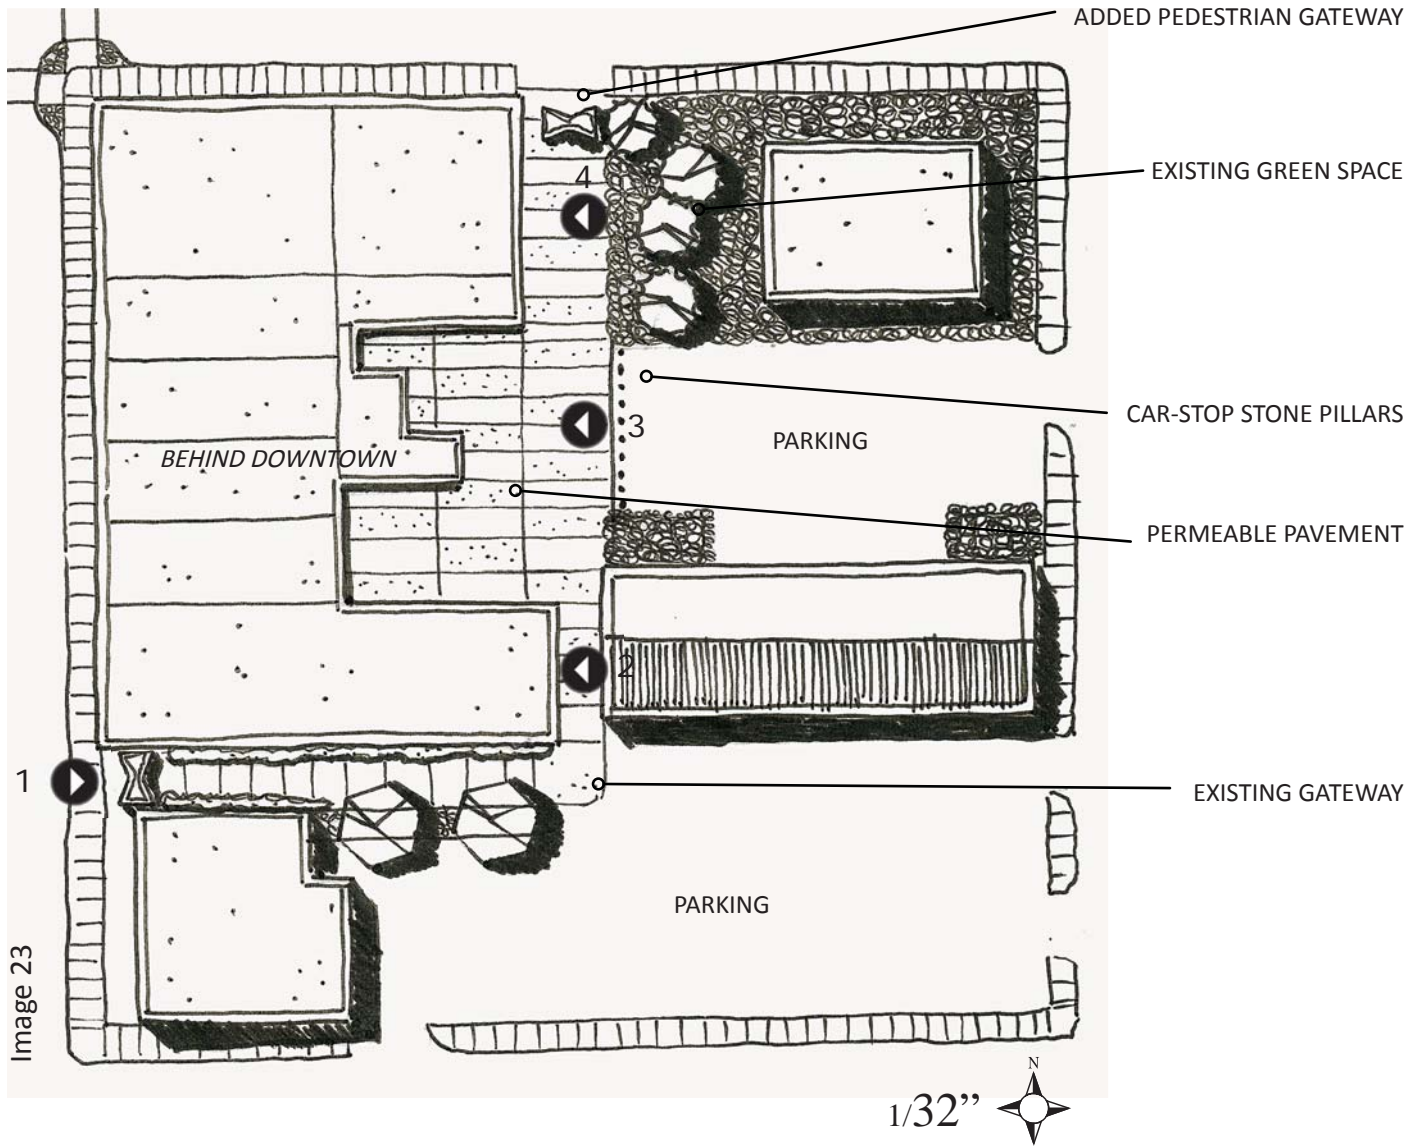 ADDED PEDESTRIAN GATEWAY
EXISTING GREEN SPACE
4
CAR-STOP STONE PILLARS
3
PARKING
BEHIND DOWNTOWN
PERMEABLE PAVEMENT
2
1
EXISTING GATEWAY
PARKING
Image 23
N
1/32”